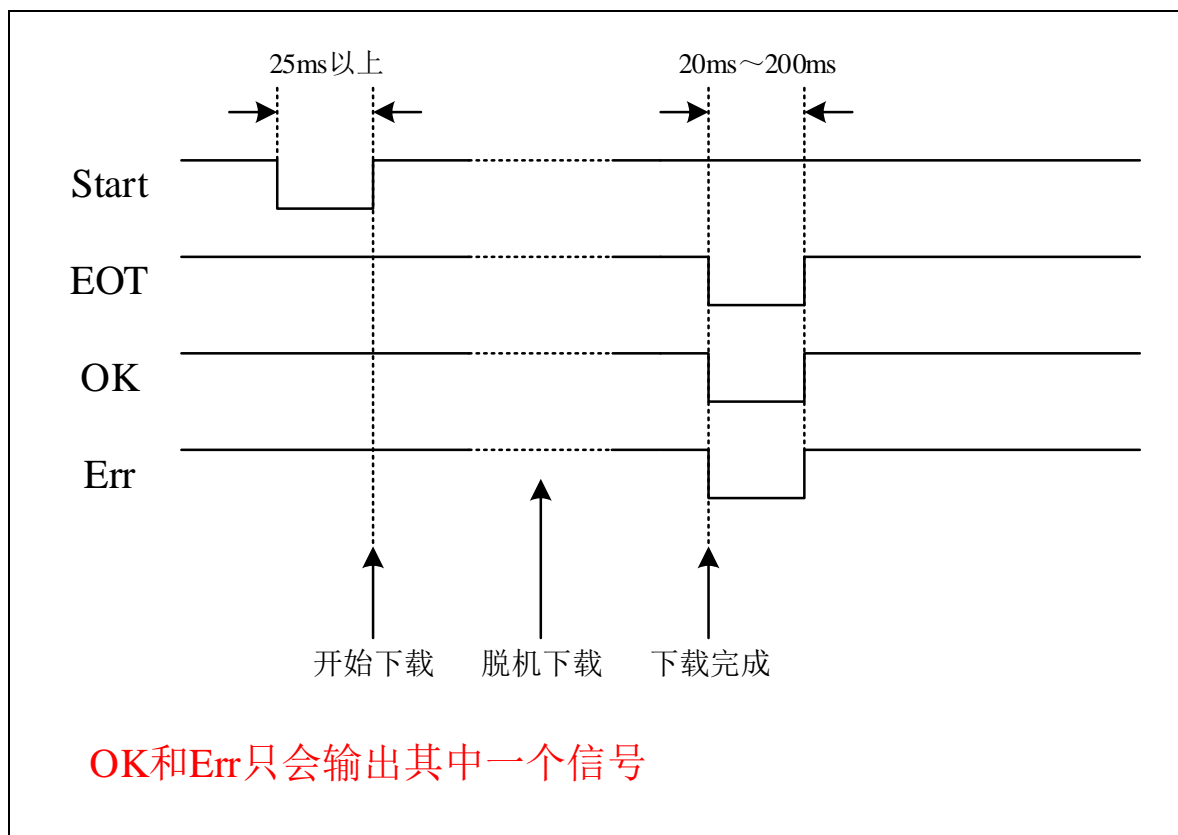 25ms以上
20ms～200ms
Start
EOT
OK
Err
开始下载
脱机下载
下载完成
OK和Err只会输出其中一个信号